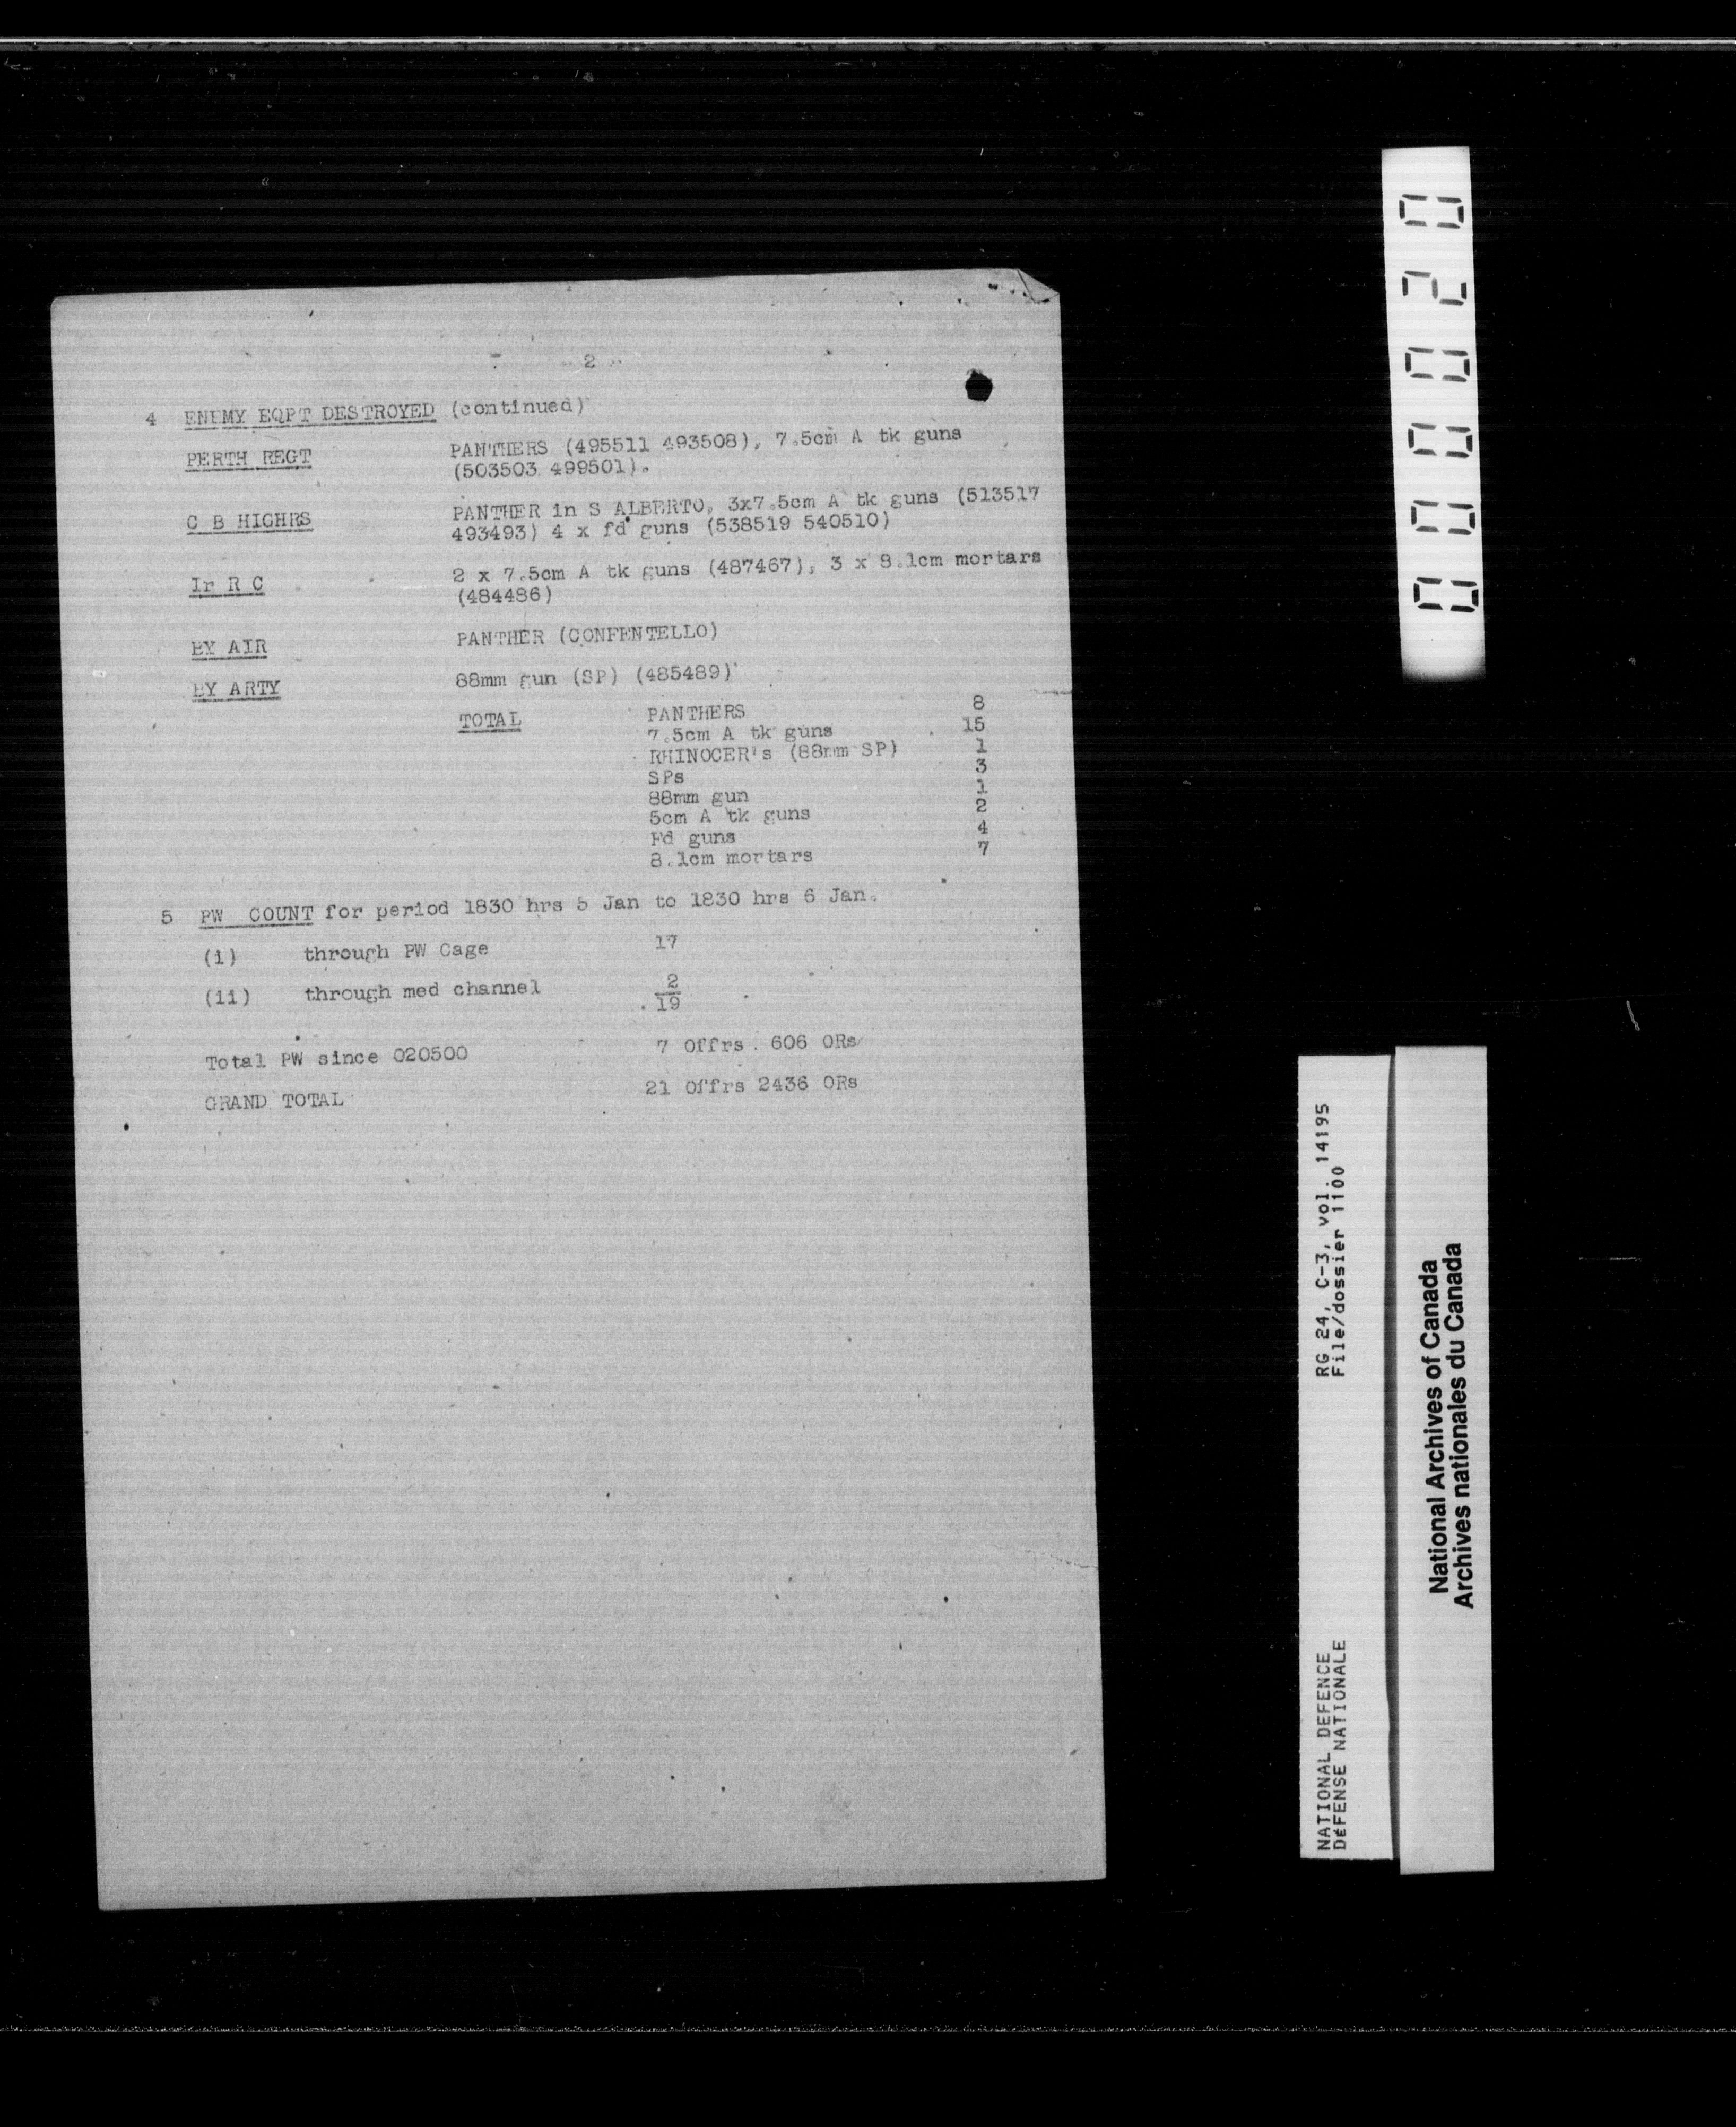 - 2 -
4 ENEMY EQPT DESTROYED (continued)
PERTH REGT PANTHERS (495511 493508), 7.5cm A tk guns
(503503 499501).
C B HIGHRS PANTHER in S ALBERTO, 3x7.5cm A tk guns (513517
493493) 4 x fd guns (538519 540510)
Ir R C 2 x 7.5cm A tk guns (487467), 3 x 8.1cm mortars
(484486)
BY AIR PANTHER (CONFENTELLO)
BY ARTY 88mm gun (SP) (485489)
TOTAL PANTHERS 8
7.5cm A tk guns 15
RHINOCER's (88mm SP) 1
SPs 3
88mm gun 1
5cm A tk guns 2
Fd guns 4
8.1cm mortars 7
5 PW COUNT for period 1830 hrs 5 Jan to 1830 hrs 6 Jan.
(i) through PW Cage 17
(ii) through med channel 2
19
Total PW since 020500 7 Offrs. 606 ORs
GRAND TOTAL 21 Offrs 2436 ORs
000020
NATIONAL DEFENCE RG 24, C-3, vol. 14195
DÉFENSE NATIONALE File/dossier 1100
National Archives of Canada
Archives nationales du Canada